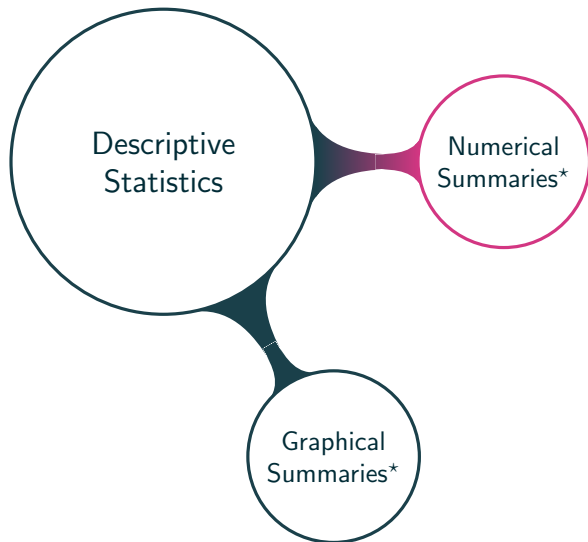 Descriptive
Statistics
Numerical
Summaries*
Graphical
Summaries*